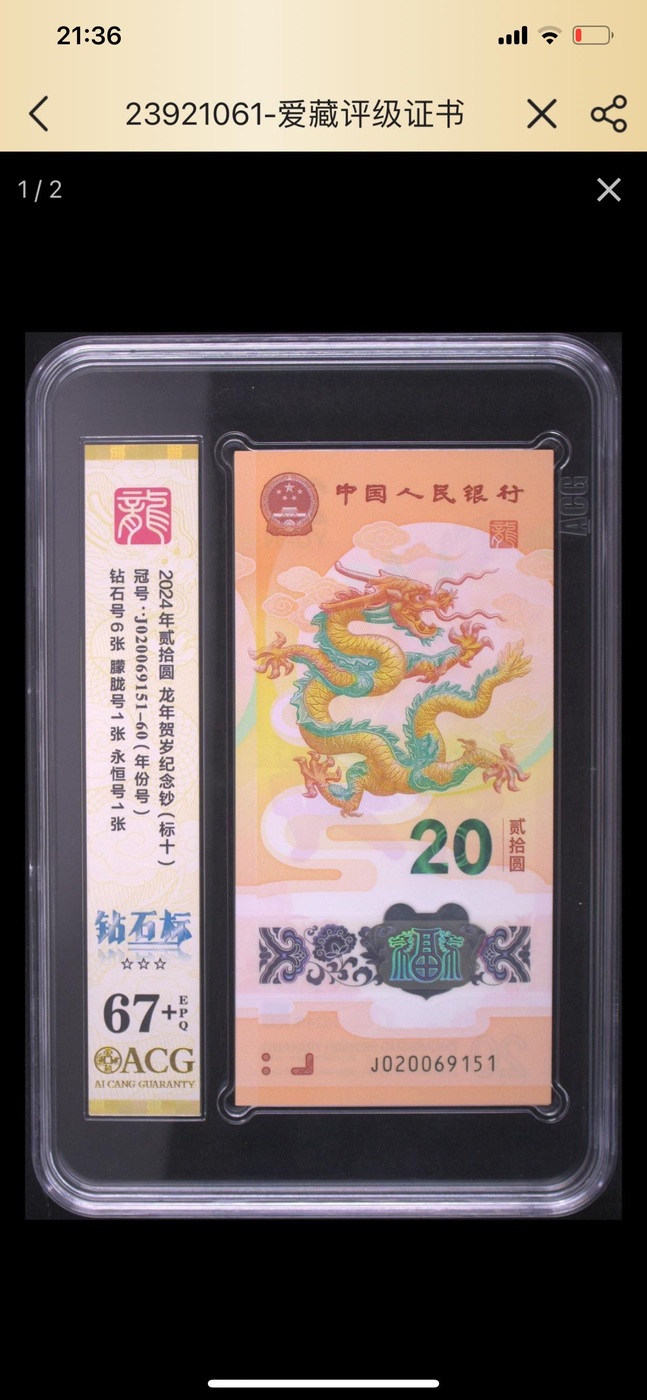 21:36
23921061-爱藏评级证书
1 / 2
龍
2024年贰拾圆 龙年贺岁纪念钞(标十)
冠号:J020069151-60(年份号)
钻石号6张 朦胧号1张 永恒号1张
钻石标
☆☆☆
67+EPQ
ACG
AI CANG GUARANTY
中国人民银行
龍
20
贰拾圆
福
J020069151
ACG